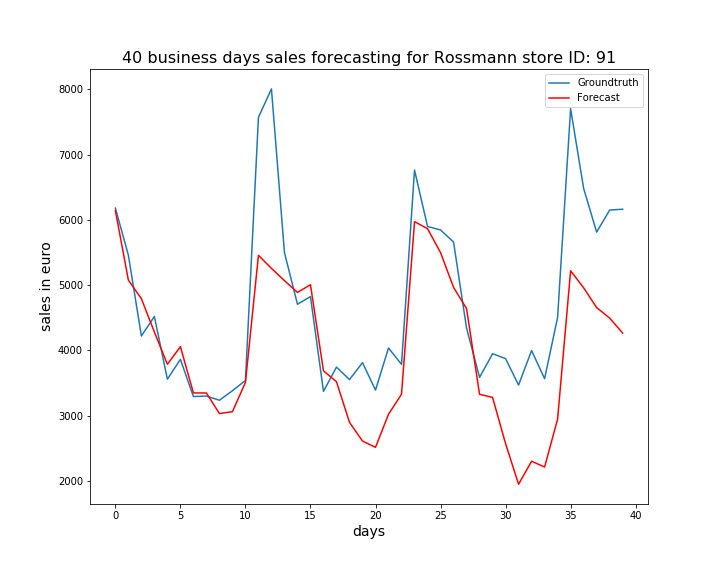 40 business days sales forecasting for Rossmann store ID: 91
Groundtruth
Forecast
8000
7000
6000
5000
4000
3000
2000
sales in euro
0 5 10 15 20 25 30 35 40
days